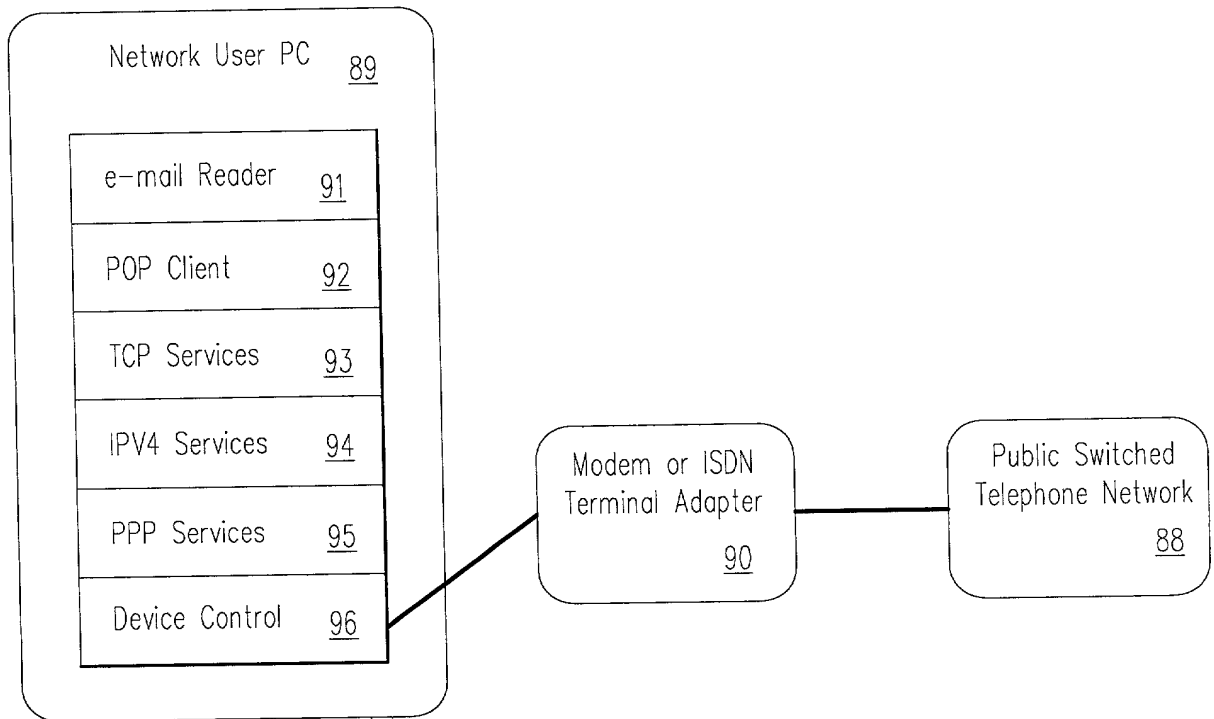 Network User PC 89
e-mail Reader 91
POP Client 92
TCP Services 93
IPV4 Services 94
PPP Services 95
Device Control 96
Modem or ISDN
Terminal Adapter
90
Public Switched
Telephone Network
88